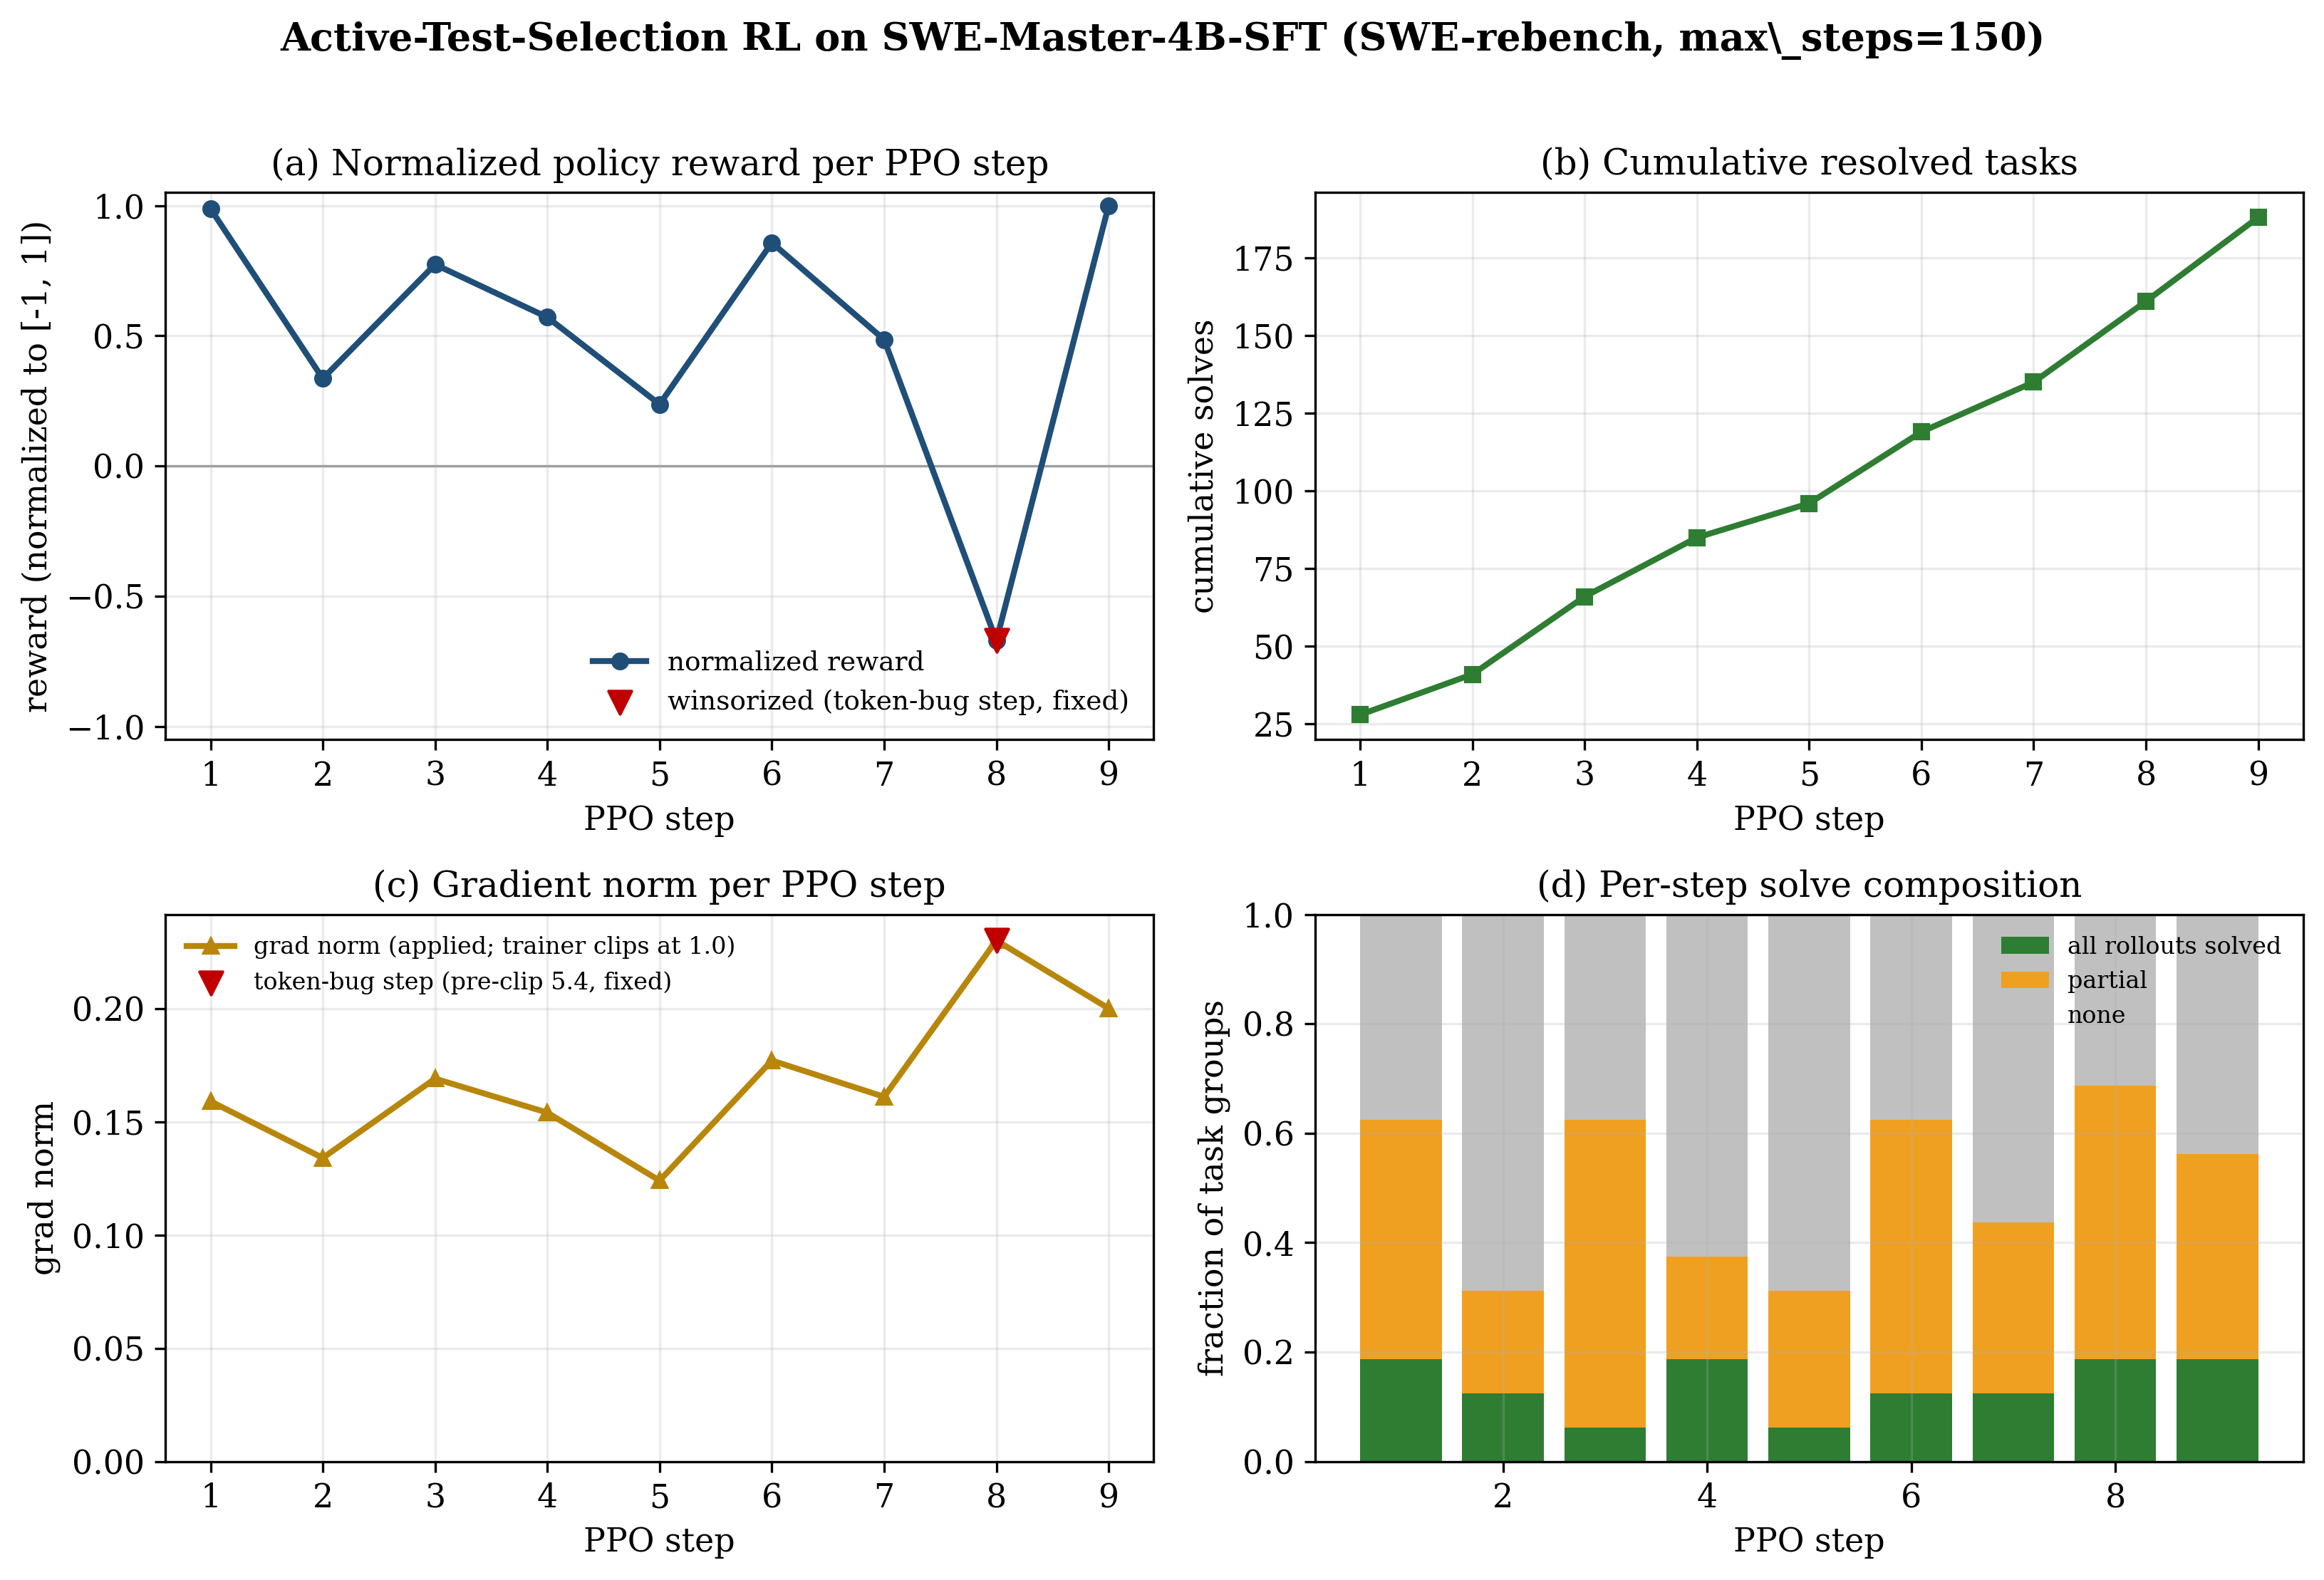 Active-Test-Selection RL on SWE-Master-4B-SFT (SWE-rebench, max\_steps=150)
(a) Normalized policy reward per PPO step
reward (normalized to [-1, 1])
1.0
0.5
0.0
−0.5
−1.0
normalized reward
winsorized (token-bug step, fixed)
1 2 3 4 5 6 7 8 9
PPO step
(b) Cumulative resolved tasks
cumulative solves
175
150
125
100
75
50
25
1 2 3 4 5 6 7 8 9
PPO step
(c) Gradient norm per PPO step
grad norm
grad norm (applied; trainer clips at 1.0)
token-bug step (pre-clip 5.4, fixed)
0.20
0.15
0.10
0.05
0.00
1 2 3 4 5 6 7 8 9
PPO step
(d) Per-step solve composition
fraction of task groups
1.0
0.8
0.6
0.4
0.2
0.0
all rollouts solved
partial
none
2 4 6 8
PPO step